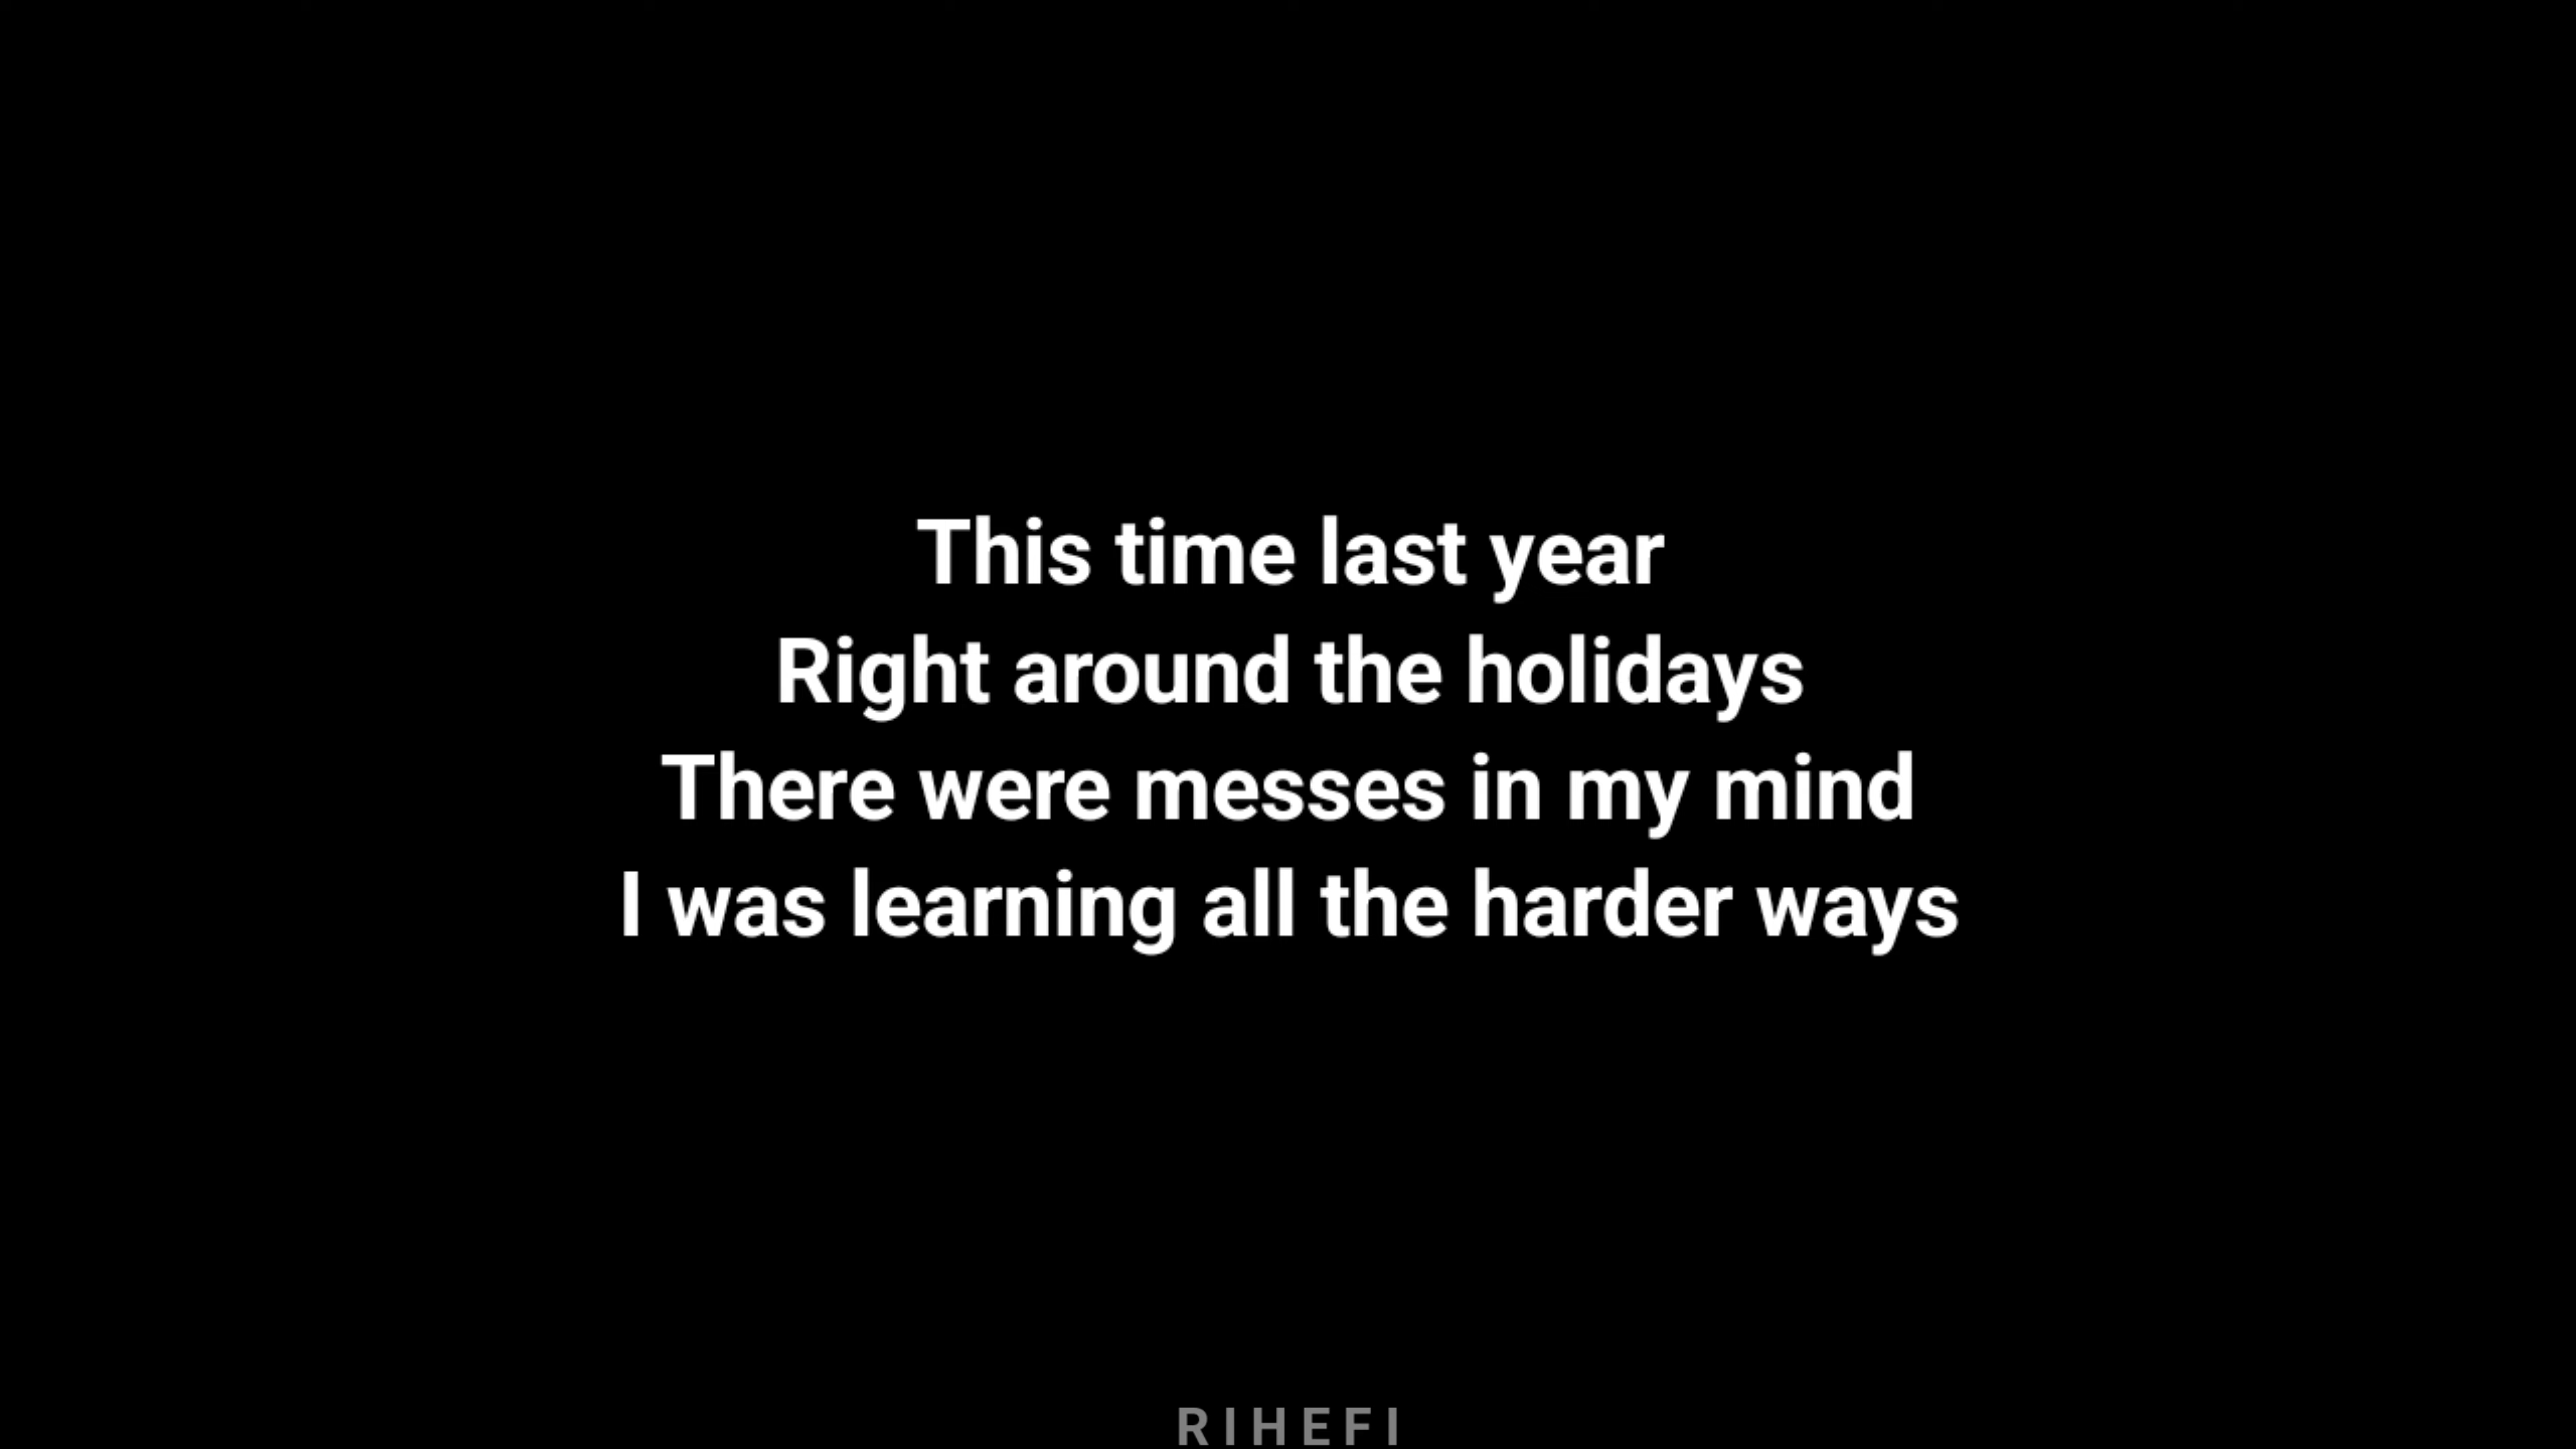 This time last year
Right around the holidays
There were messes in my mind
I was learning all the harder ways
RIHEFI